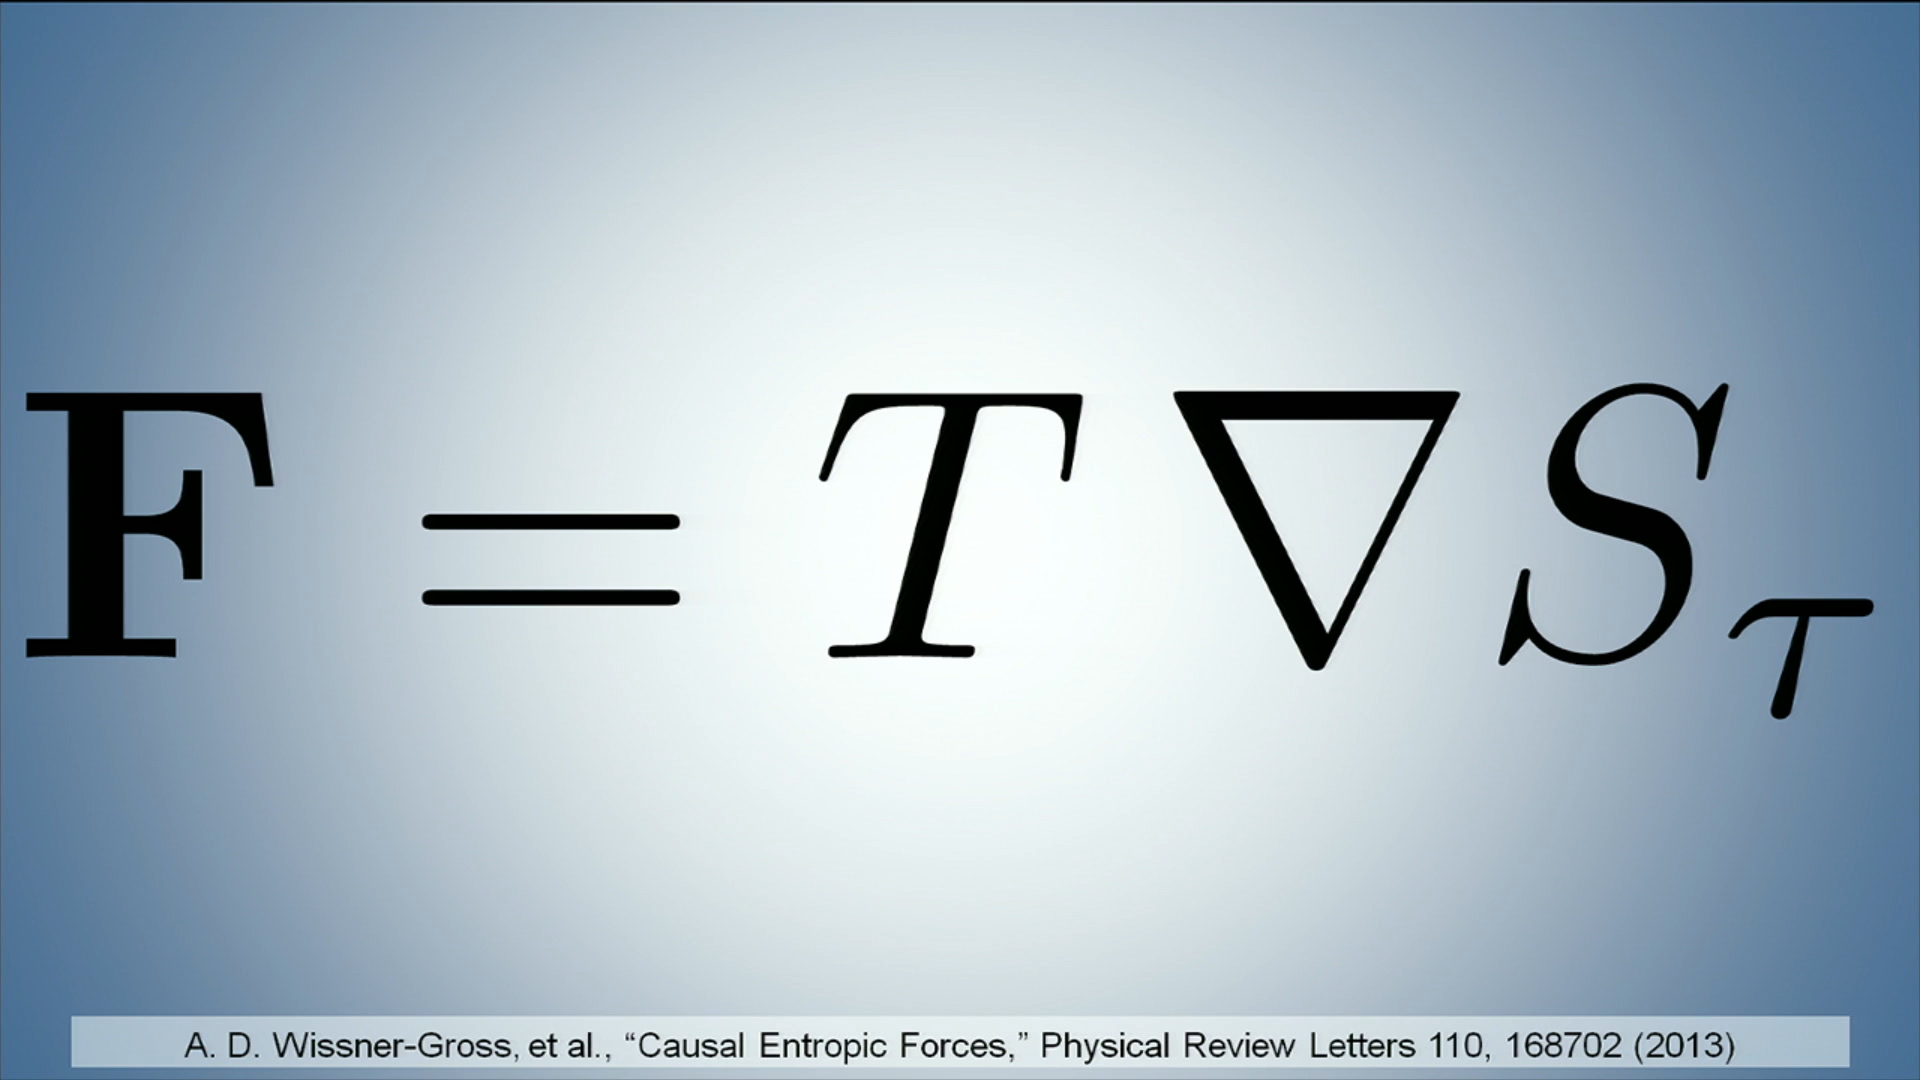 F = T ∇ S_τ
A. D. Wissner-Gross, et al., “Causal Entropic Forces,” Physical Review Letters 110, 168702 (2013)